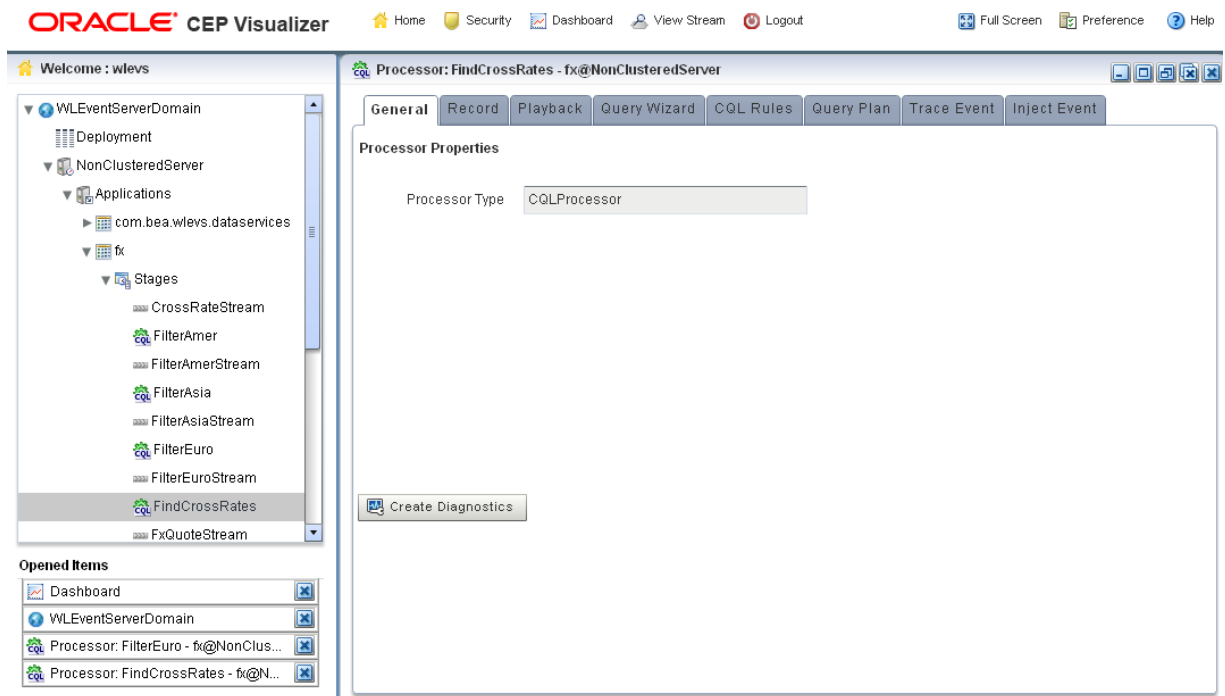 ORACLE CEP Visualizer
Home Security Dashboard View Stream Logout Full Screen Preference Help
Welcome : wlevs
WLEventServerDomain
Deployment
NonClusteredServer
Applications
com.bea.wlevs.dataservices
fx
Stages
CrossRateStream
FilterAmer
FilterAmerStream
FilterAsia
FilterAsiaStream
FilterEuro
FilterEuroStream
FindCrossRates
FxQuoteStream
Opened Items
Dashboard
WLEventServerDomain
Processor: FilterEuro - fx@NonClus...
Processor: FindCrossRates - fx@N...
Processor: FindCrossRates - fx@NonClusteredServer
General Record Playback Query Wizard CQL Rules Query Plan Trace Event Inject Event
Processor Properties
Processor Type CQLProcessor
Create Diagnostics